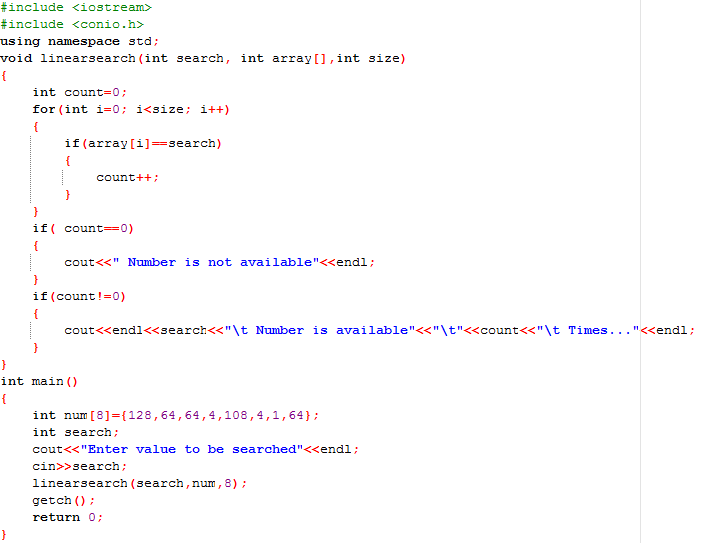 #include <iostream>
#include <conio.h>
using namespace std;
void linearsearch(int search, int array[],int size)
{
    int count=0;
    for(int i=0; i<size; i++)
    {
        if(array[i]==search)
        {
            count++;
        }
    }
    if( count==0)
    {
        cout<<" Number is not available"<<endl;
    }
    if(count!=0)
    {
        cout<<endl<<search<<"\t Number is available"<<"\t"<<count<<"\t Times..."<<endl;
    }
}
int main()
{
    int num[8]={128,64,64,4,108,4,1,64};
    int search;
    cout<<"Enter value to be searched"<<endl;
    cin>>search;
    linearsearch(search,num,8);
    getch();
    return 0;
}